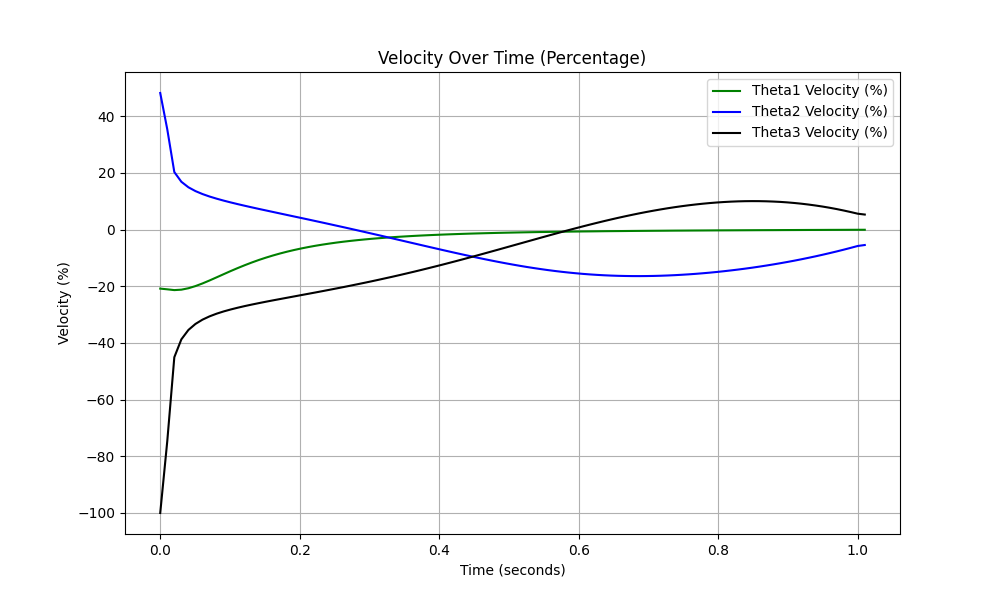 Velocity Over Time (Percentage)
Theta1 Velocity (%)
Theta2 Velocity (%)
Theta3 Velocity (%)
Velocity (%)
40
20
0
−20
−40
−60
−80
−100
0.0 0.2 0.4 0.6 0.8 1.0
Time (seconds)